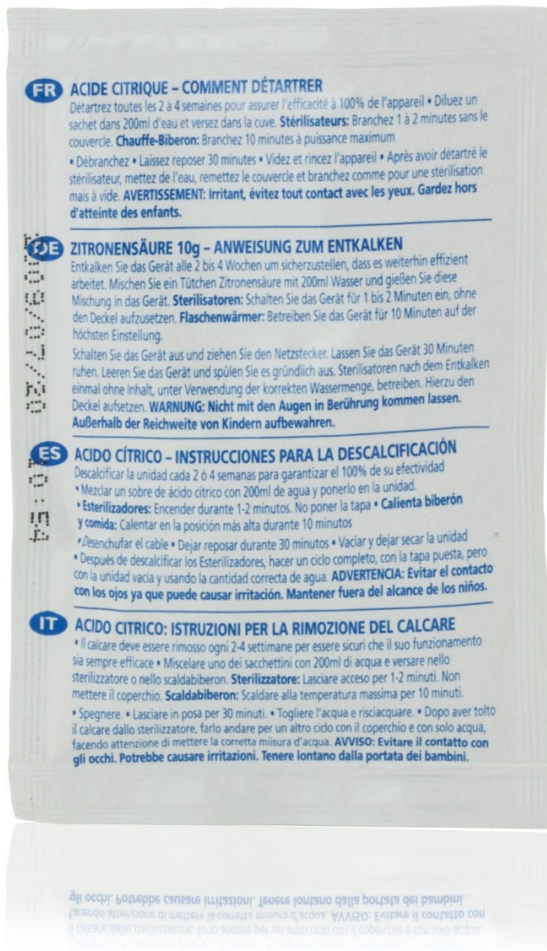 FR ACIDE CITRIQUE – COMMENT DÉTARTRER
Détartrez toutes les 2 à 4 semaines pour assurer l'efficacité à 100% de l'appareil • Diluez un
sachet dans 200ml d'eau et versez dans la cuve. Stérilisateurs: Branchez 1 à 2 minutes sans le
couvercle. Chauffe-Biberon: Branchez 10 minutes à puissance maximum
• Débranchez • Laissez reposer 30 minutes • Videz et rincez l'appareil • Après avoir détartré le
stérilisateur, mettez de l'eau, remettez le couvercle et branchez comme pour une stérilisation
mais à vide. AVERTISSEMENT: Irritant, évitez tout contact avec les yeux. Gardez hors
d'atteinte des enfants.
DE ZITRONENSÄURE 10g – ANWEISUNG ZUM ENTKALKEN
Entkalken Sie das Gerät alle 2 bis 4 Wochen um sicherzustellen, dass es weiterhin effizient
arbeitet. Mischen Sie ein Tütchen Zitronensäure mit 200ml Wasser und gießen Sie diese
Mischung in das Gerät. Sterilisatoren: Schalten Sie das Gerät für 1 bis 2 Minuten ein, ohne
den Deckel aufzusetzen. Flaschenwärmer: Betreiben Sie das Gerät für 10 Minuten auf der
höchsten Einstellung.
Schalten Sie das Gerät aus und ziehen Sie den Netzstecker. Lassen Sie das Gerät 30 Minuten
ruhen. Leeren Sie das Gerät und spülen Sie es gründlich aus. Sterilisatoren nach dem Entkalken
einmal ohne Inhalt, unter Verwendung der korrekten Wassermenge, betreiben. Hierzu den
Deckel aufsetzen. WARNUNG: Nicht mit den Augen in Berührung kommen lassen.
Außerhalb der Reichweite von Kindern aufbewahren.
ES ACIDO CÍTRICO – INSTRUCCIONES PARA LA DESCALCIFICACIÓN
Descalcificar la unidad cada 2 ó 4 semanas para garantizar el 100% de su efectividad
• Mezclar un sobre de ácido cítrico con 200ml de agua y ponerlo en la unidad.
• Esterilizadores: Encender durante 1-2 minutos. No poner la tapa • Calienta biberón
y comida: Calentar en la posición más alta durante 10 minutos
• Desenchufar el cable • Dejar reposar durante 30 minutos • Vaciar y dejar secar la unidad
• Después de descalcificar los Esterilizadores, hacer un ciclo completo, con la tapa puesta, pero
con la unidad vacia y usando la cantidad correcta de agua. ADVERTENCIA: Evitar el contacto
con los ojos ya que puede causar irritación. Mantener fuera del alcance de los niños.
IT ACIDO CITRICO: ISTRUZIONI PER LA RIMOZIONE DEL CALCARE
• Il calcare deve essere rimosso ogni 2-4 settimane per essere sicuri che il suo funzionamento
sia sempre efficace • Miscelare uno dei sacchettini con 200ml di acqua e versare nello
sterilizzatore o nello scaldabiberon. Sterilizzatore: Lasciare acceso per 1-2 minuti. Non
mettere il coperchio. Scaldabiberon: Scaldare alla temperatura massima per 10 minuti.
• Spegnere. • Lasciare in posa per 30 minuti. • Togliere l'acqua e risciacquare. • Dopo aver tolto
il calcare dallo sterilizzatore, farlo andare per un altro ciclo con il coperchio e con solo acqua,
facendo attenzione di mettere la corretta miisura d'acqua. AVVISO: Evitare il contatto con
gli occhi. Potrebbe causare irritazioni. Tenere lontano dalla portata dei bambini.